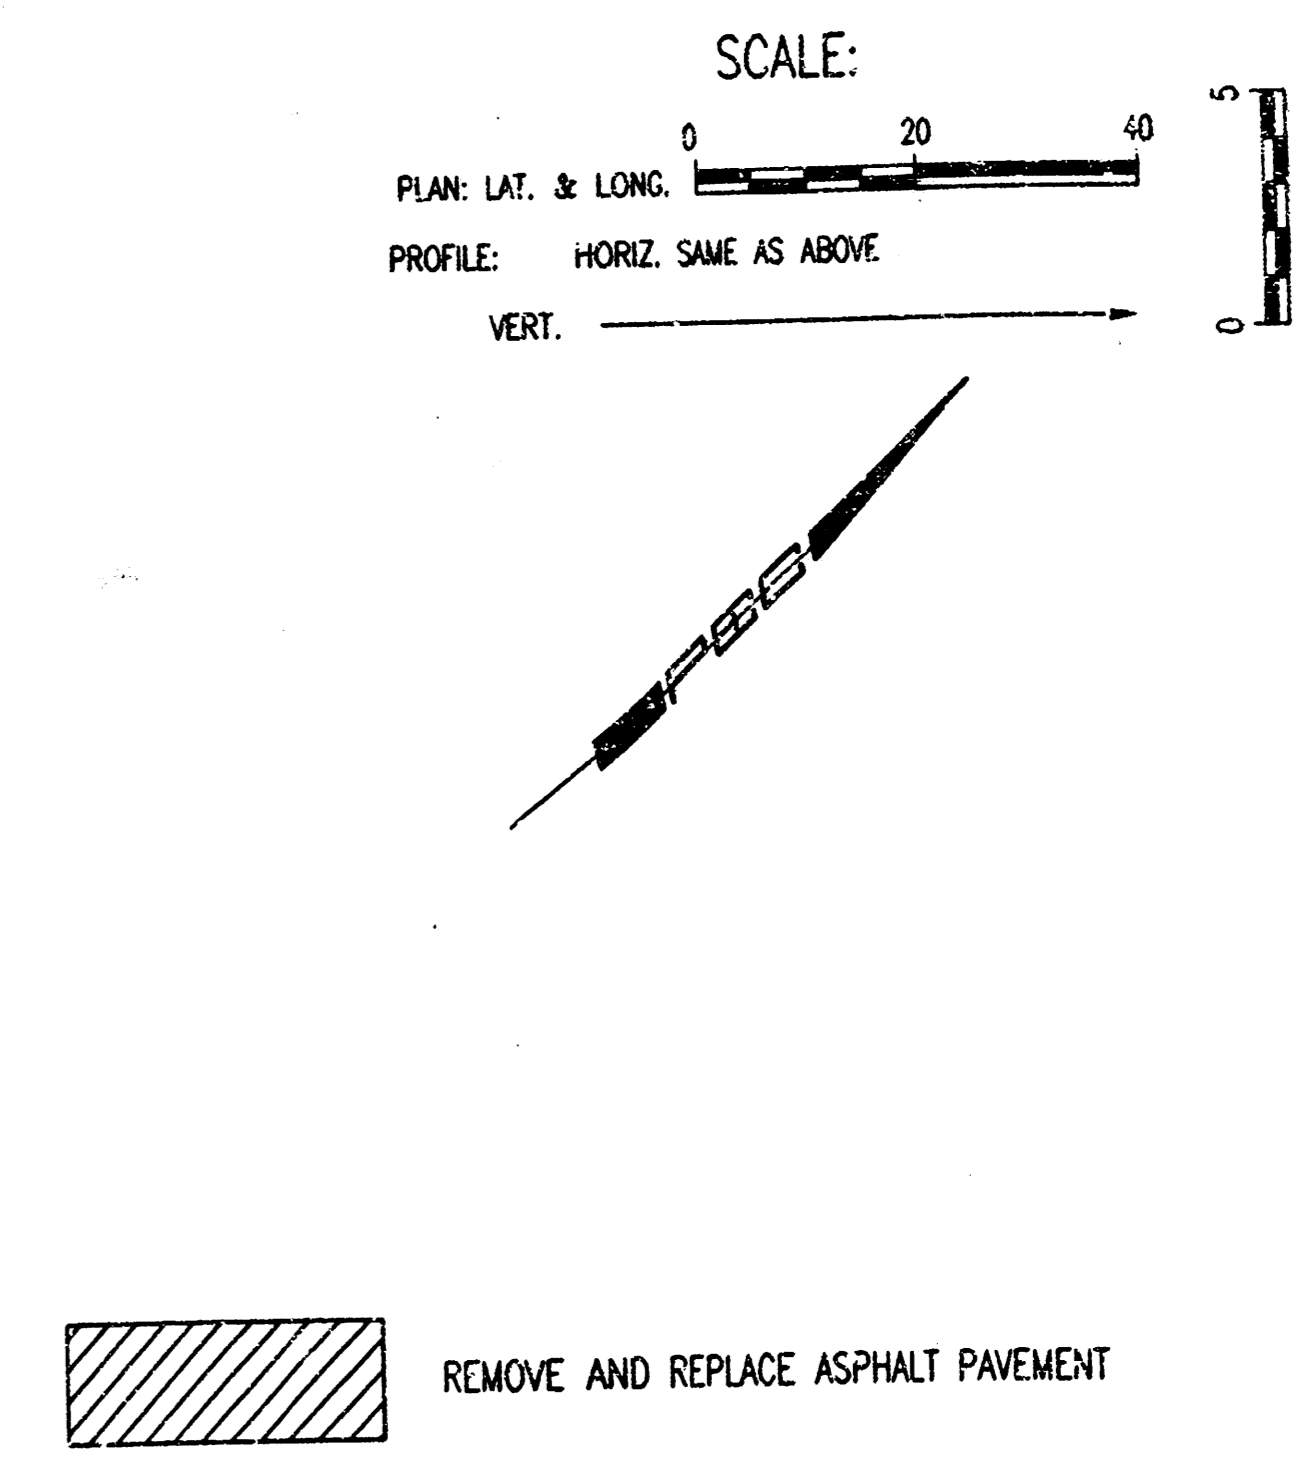 SCALE:
0 20 40
5
PLAN: LAT. & LONG.
PROFILE: HORIZ. SAME AS ABOVE
VERT.
0
REMOVE AND REPLACE ASPHALT PAVEMENT